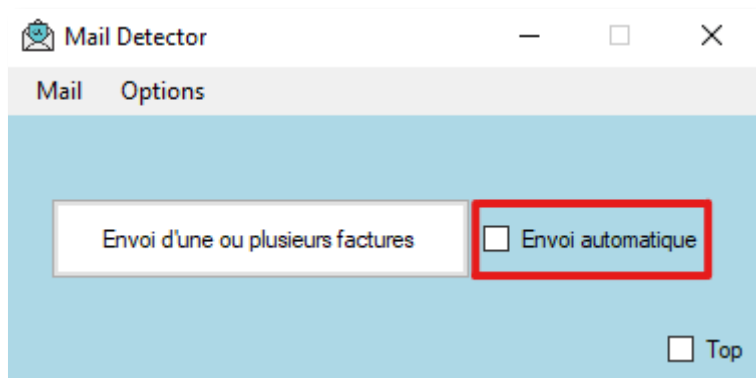 Mail Detector
Mail Options
Envoi d'une ou plusieurs factures Envoi automatique
Top